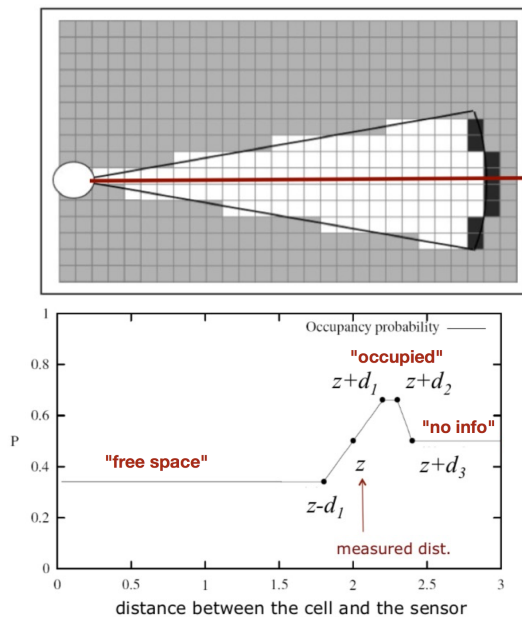 1
Occupancy probability
"occupied"
0.8
z+d1 z+d2
0.6
"no info"
P
"free space"
z
z+d3
0.4
z-d1
0.2
measured dist.
0
0 0.5 1 1.5 2 2.5 3
distance between the cell and the sensor